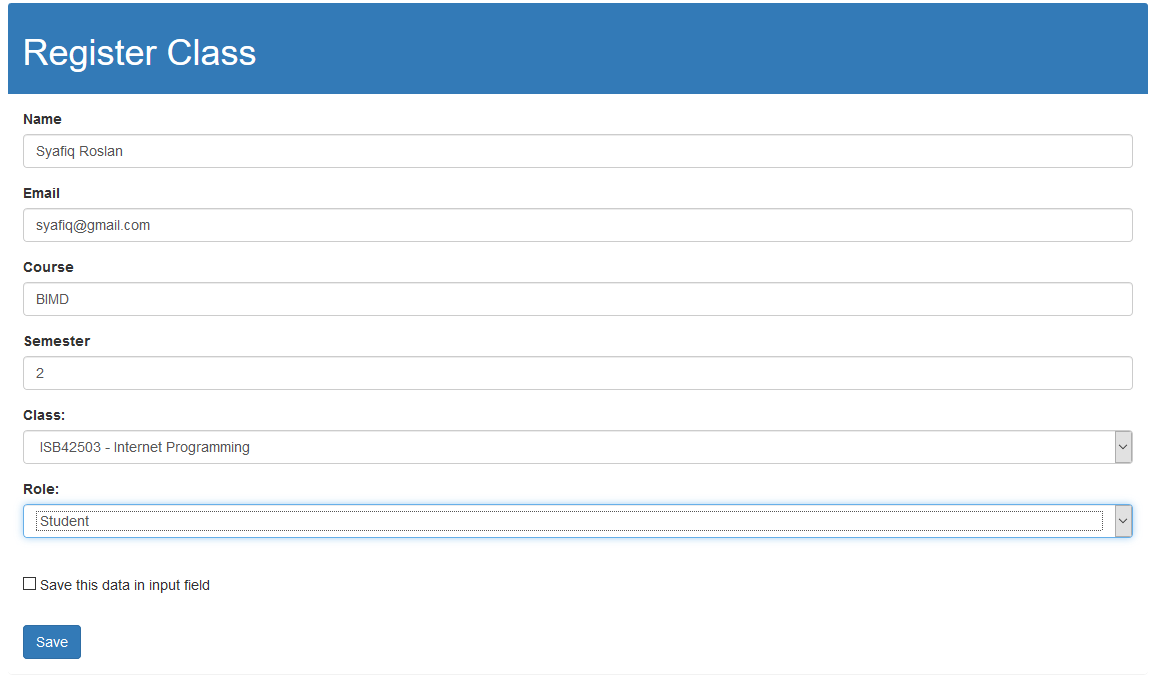 Register Class
Name
Syafiq Roslan
Email
syafiq@gmail.com
Course
BIMD
Semester
2
Class:
ISB42503 - Internet Programming
Role:
Student
Save this data in input field
Save